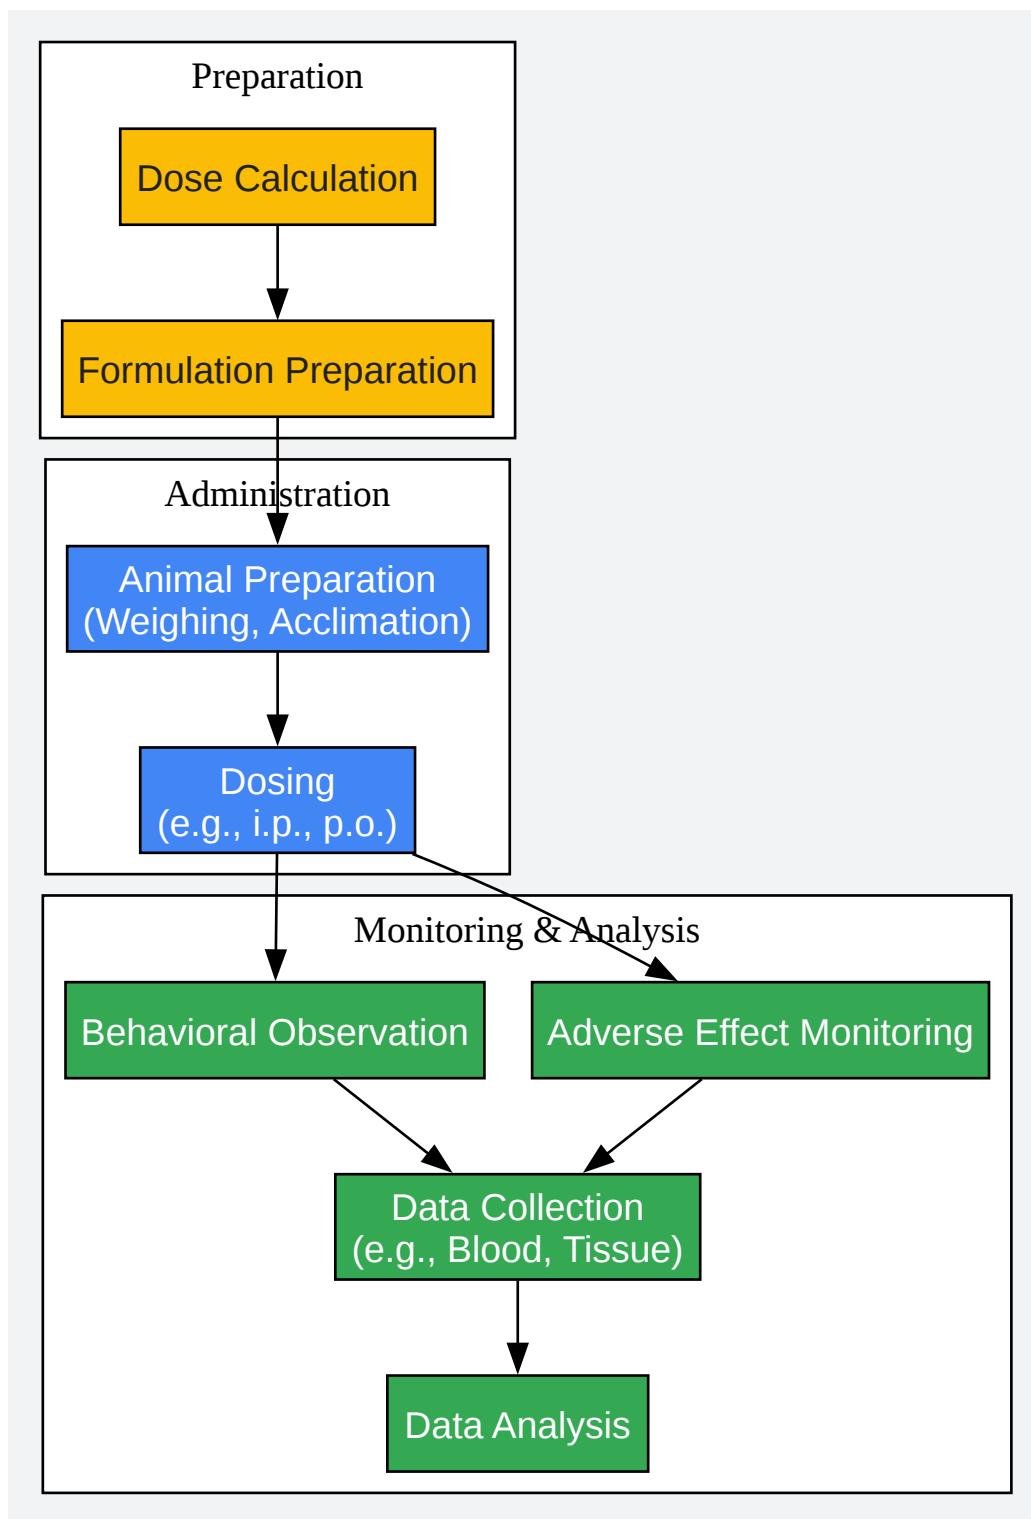 Preparation
Dose Calculation
Formulation Preparation
Administration
Animal Preparation
(Weighing, Acclimation)
Dosing
(e.g., i.p., p.o.)
Monitoring & Analysis
Behavioral Observation
Adverse Effect Monitoring
Data Collection
(e.g., Blood, Tissue)
Data Analysis